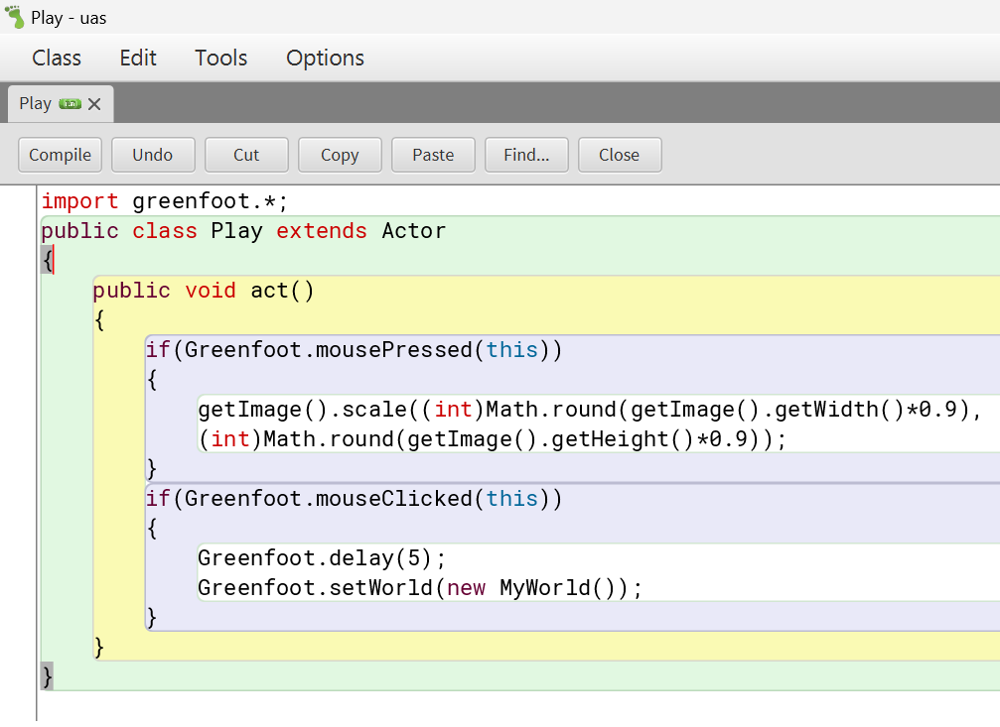 Play - uas
Class Edit Tools Options
Play
Compile Undo Cut Copy Paste Find... Close
import greenfoot.*;
public class Play extends Actor
{
    public void act()
    {
        if(Greenfoot.mousePressed(this))
        {
            getImage().scale((int)Math.round(getImage().getWidth()*0.9),
            (int)Math.round(getImage().getHeight()*0.9));
        }
        if(Greenfoot.mouseClicked(this))
        {
            Greenfoot.delay(5);
            Greenfoot.setWorld(new MyWorld());
        }
    }
}